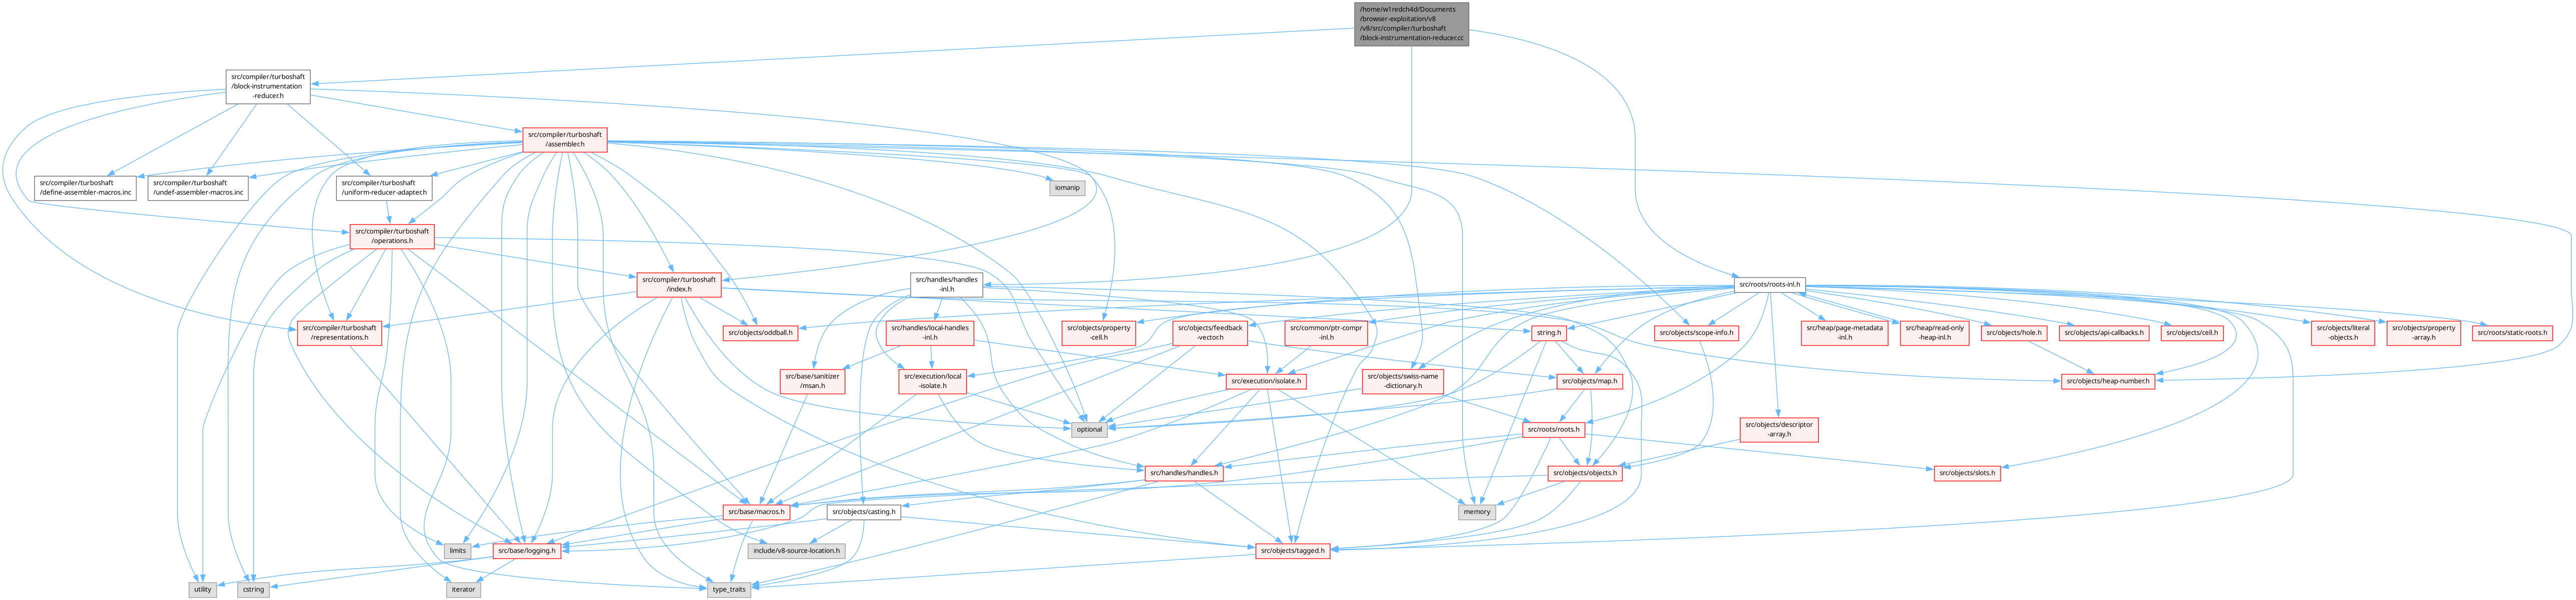 /home/w1redch4d/Documents
/browser-exploitation/v8
/v8/src/compiler/turboshaft
/block-instrumentation-reducer.cc
src/compiler/turboshaft
/block-instrumentation
-reducer.h
src/compiler/turboshaft
/assembler.h
src/compiler/turboshaft
/define-assembler-macros.inc
src/compiler/turboshaft
/undef-assembler-macros.inc
src/compiler/turboshaft
/uniform-reducer-adapter.h
iomanip
src/compiler/turboshaft
/operations.h
src/compiler/turboshaft
/index.h
src/handles/handles
-inl.h
src/roots/roots-inl.h
src/compiler/turboshaft
/representations.h
src/objects/oddball.h
src/handles/local-handles
-inl.h
src/objects/property
-cell.h
src/objects/feedback
-vector.h
src/common/ptr-compr
-inl.h
string.h
src/objects/scope-info.h
src/heap/page-metadata
-inl.h
src/heap/read-only
-heap-inl.h
src/objects/hole.h
src/objects/api-callbacks.h
src/objects/cell.h
src/objects/literal
-objects.h
src/objects/property
-array.h
src/roots/static-roots.h
src/base/sanitizer
/msan.h
src/execution/local
-isolate.h
src/execution/isolate.h
src/objects/swiss-name
-dictionary.h
src/objects/map.h
src/objects/heap-number.h
optional
src/roots/roots.h
src/objects/descriptor
-array.h
src/handles/handles.h
src/objects/objects.h
src/objects/slots.h
src/base/macros.h
src/objects/casting.h
memory
limits
src/base/logging.h
include/v8-source-location.h
src/objects/tagged.h
utility
cstring
iterator
type_traits